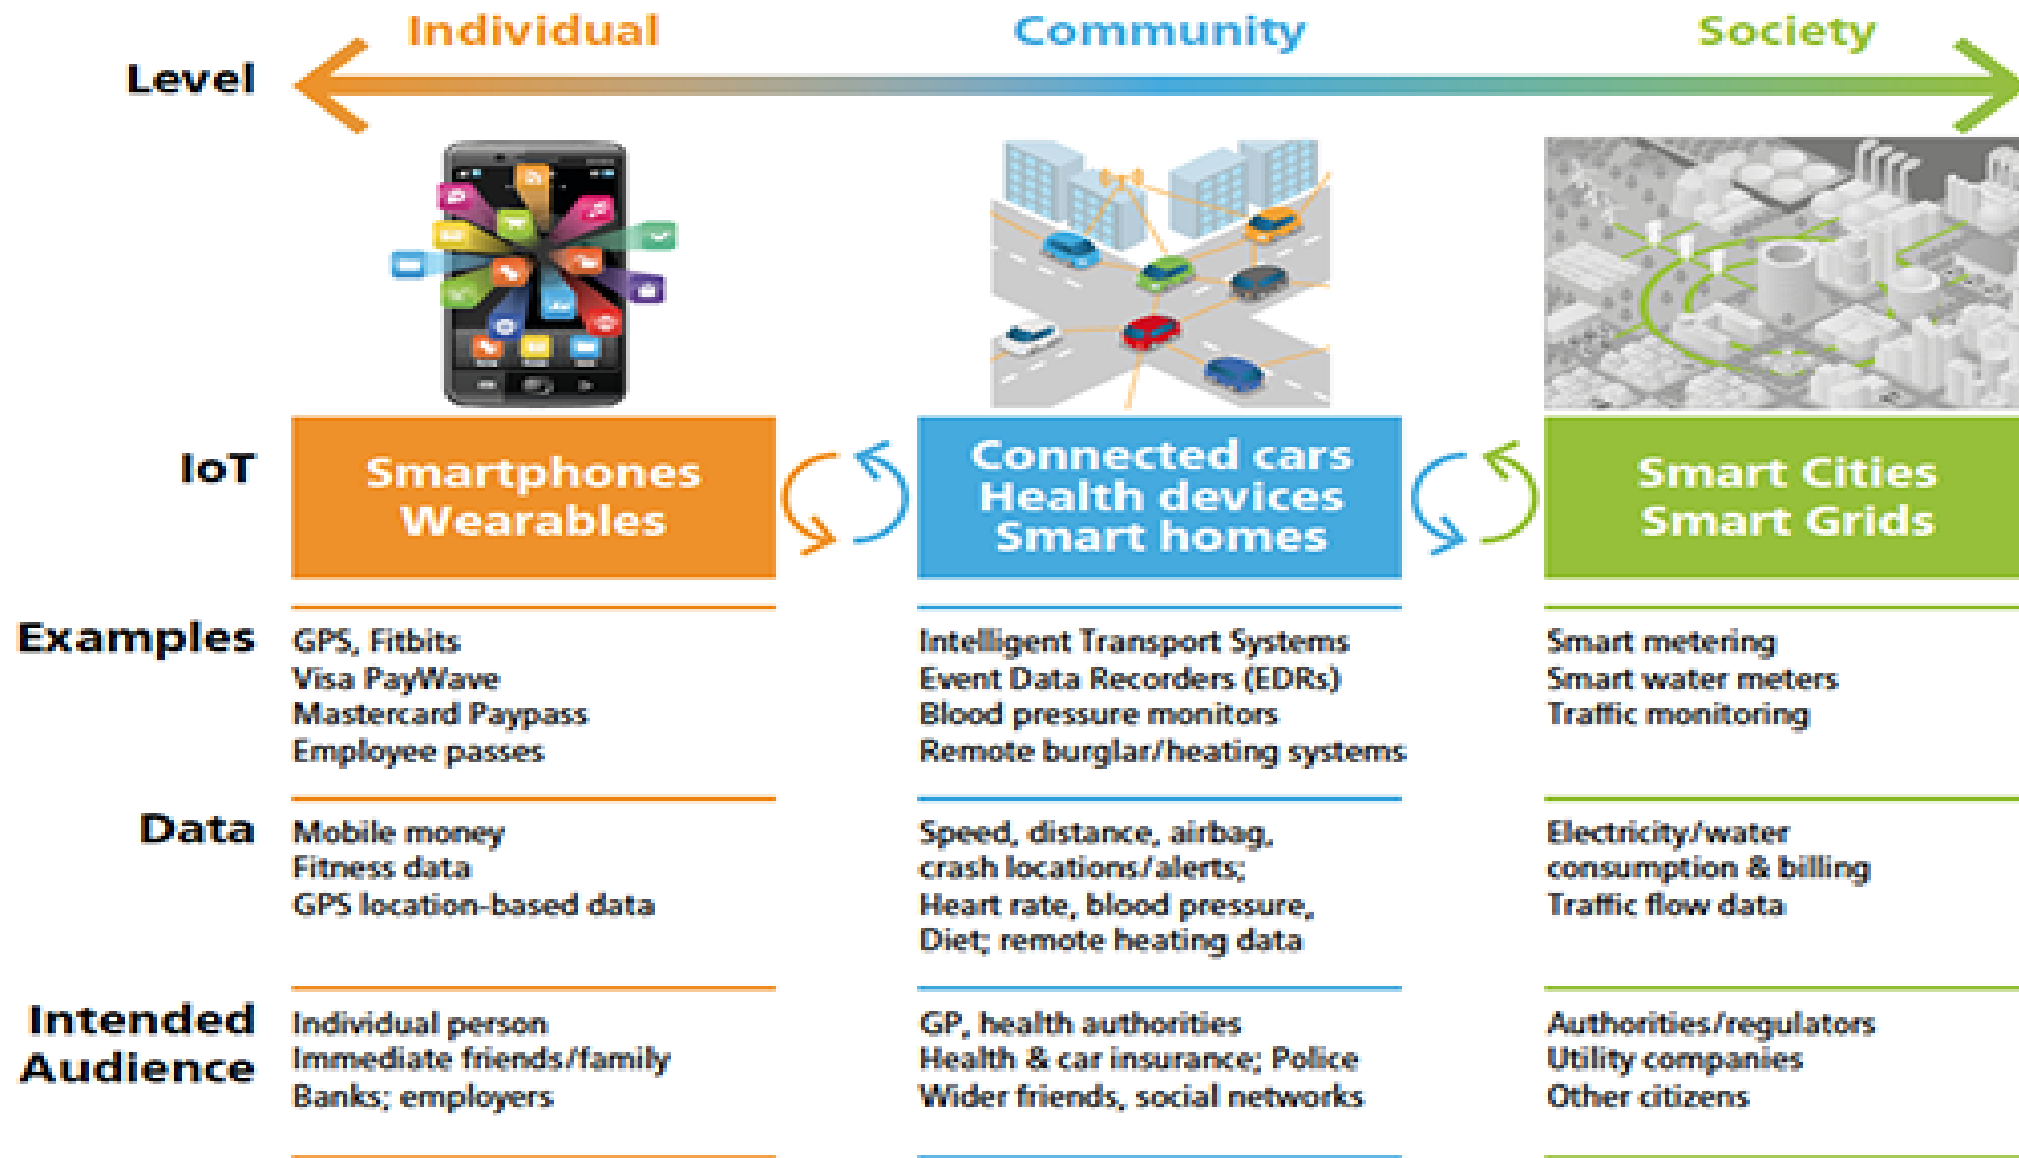 Individual
Community
Society
Level
IoT
Smartphones
Wearables
Connected cars
Health devices
Smart homes
Smart Cities
Smart Grids
Examples
GPS, Fitbits
Visa PayWave
Mastercard Paypass
Employee passes
Intelligent Transport Systems
Event Data Recorders (EDRs)
Blood pressure monitors
Remote burglar/heating systems
Smart metering
Smart water meters
Traffic monitoring
Data
Mobile money
Fitness data
GPS location-based data
Speed, distance, airbag,
crash locations/alerts;
Heart rate, blood pressure,
Diet; remote heating data
Electricity/water
consumption & billing
Traffic flow data
Intended
Audience
Individual person
Immediate friends/family
Banks; employers
GP, health authorities
Health & car insurance; Police
Wider friends, social networks
Authorities/regulators
Utility companies
Other citizens